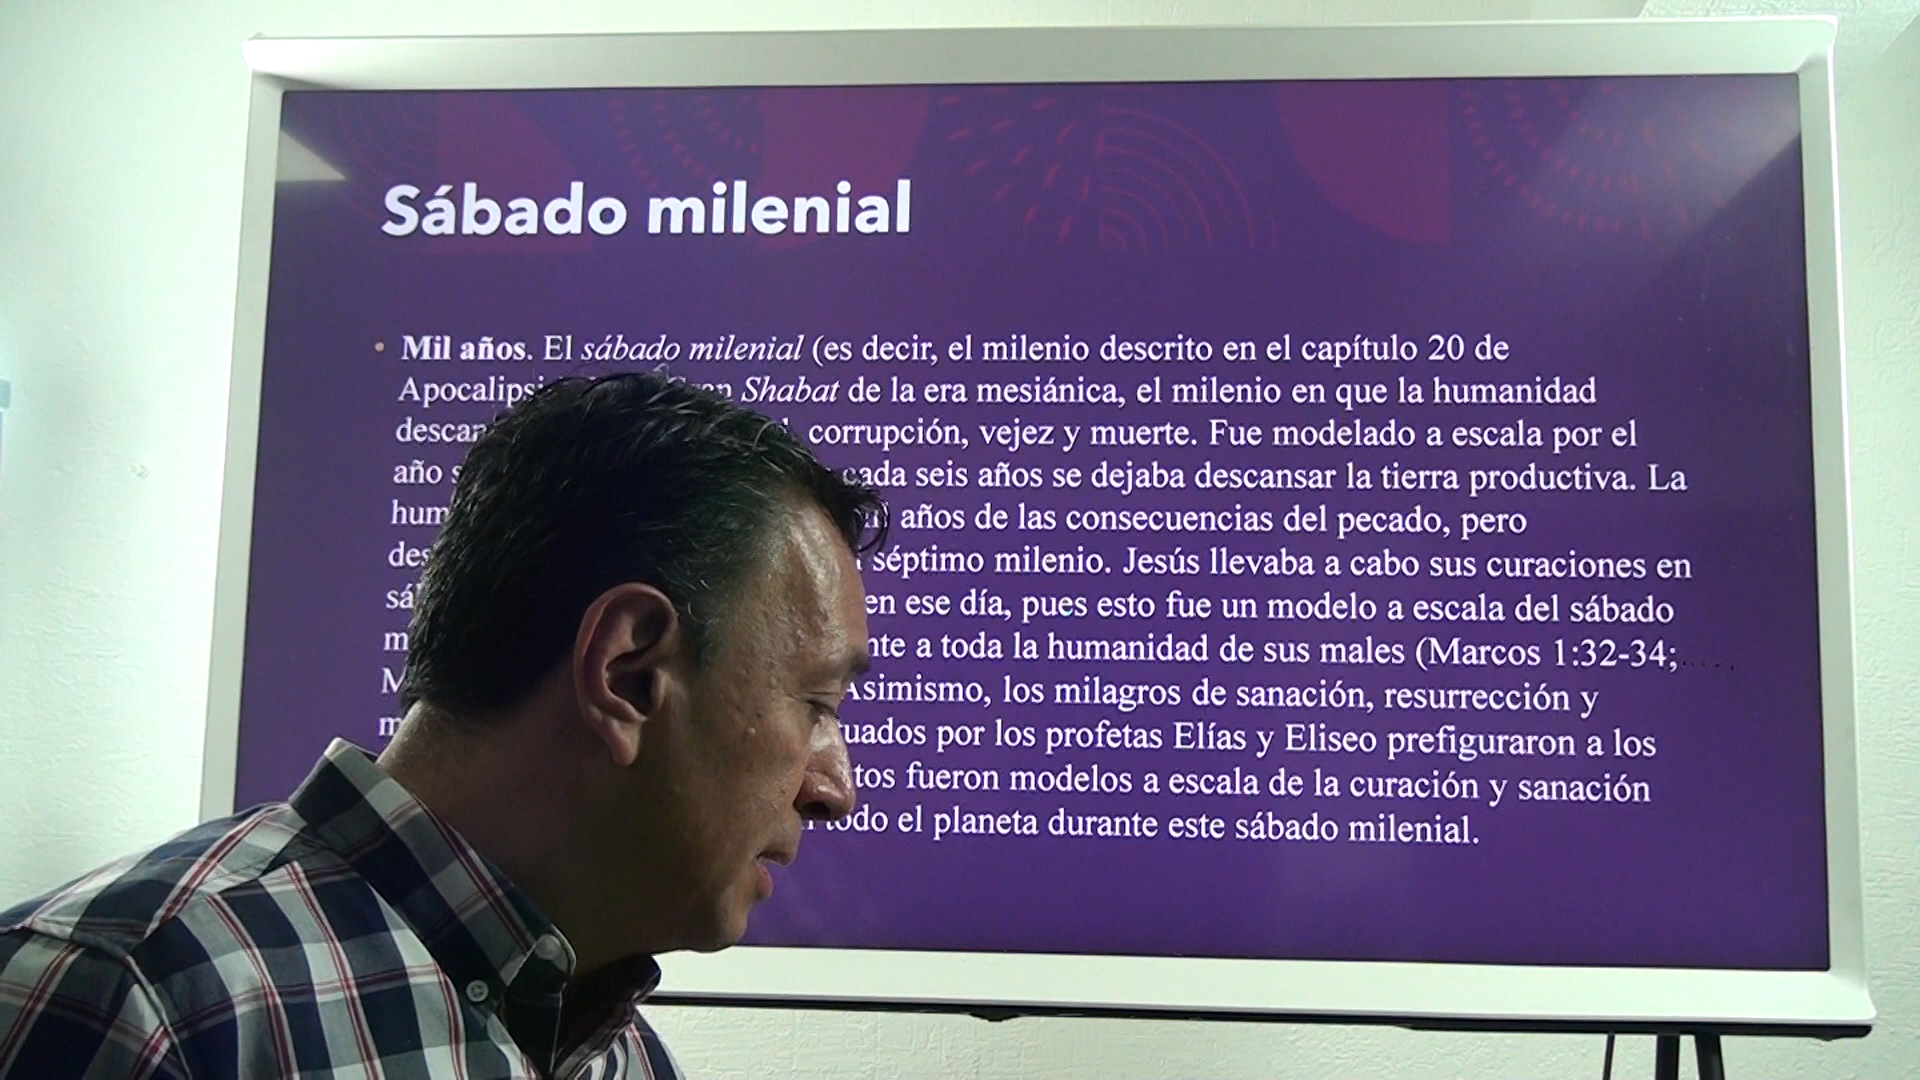 Sábado milenial
• Mil años. El sábado milenial (es decir, el milenio descrito en el capítulo 20 de
Shabat de la era mesiánica, el milenio en que la humanidad
corrupción, vejez y muerte. Fue modelado a escala por el
año cada seis años se dejaba descansar la tierra productiva. La
años de las consecuencias del pecado, pero
séptimo milenio. Jesús llevaba a cabo sus curaciones en
en ese día, pues esto fue un modelo a escala del sábado
a toda la humanidad de sus males (Marcos 1:32-34;
Asimismo, los milagros de sanación, resurrección y
por los profetas Elías y Eliseo prefiguraron a los
fueron modelos a escala de la curación y sanación
todo el planeta durante este sábado milenial.